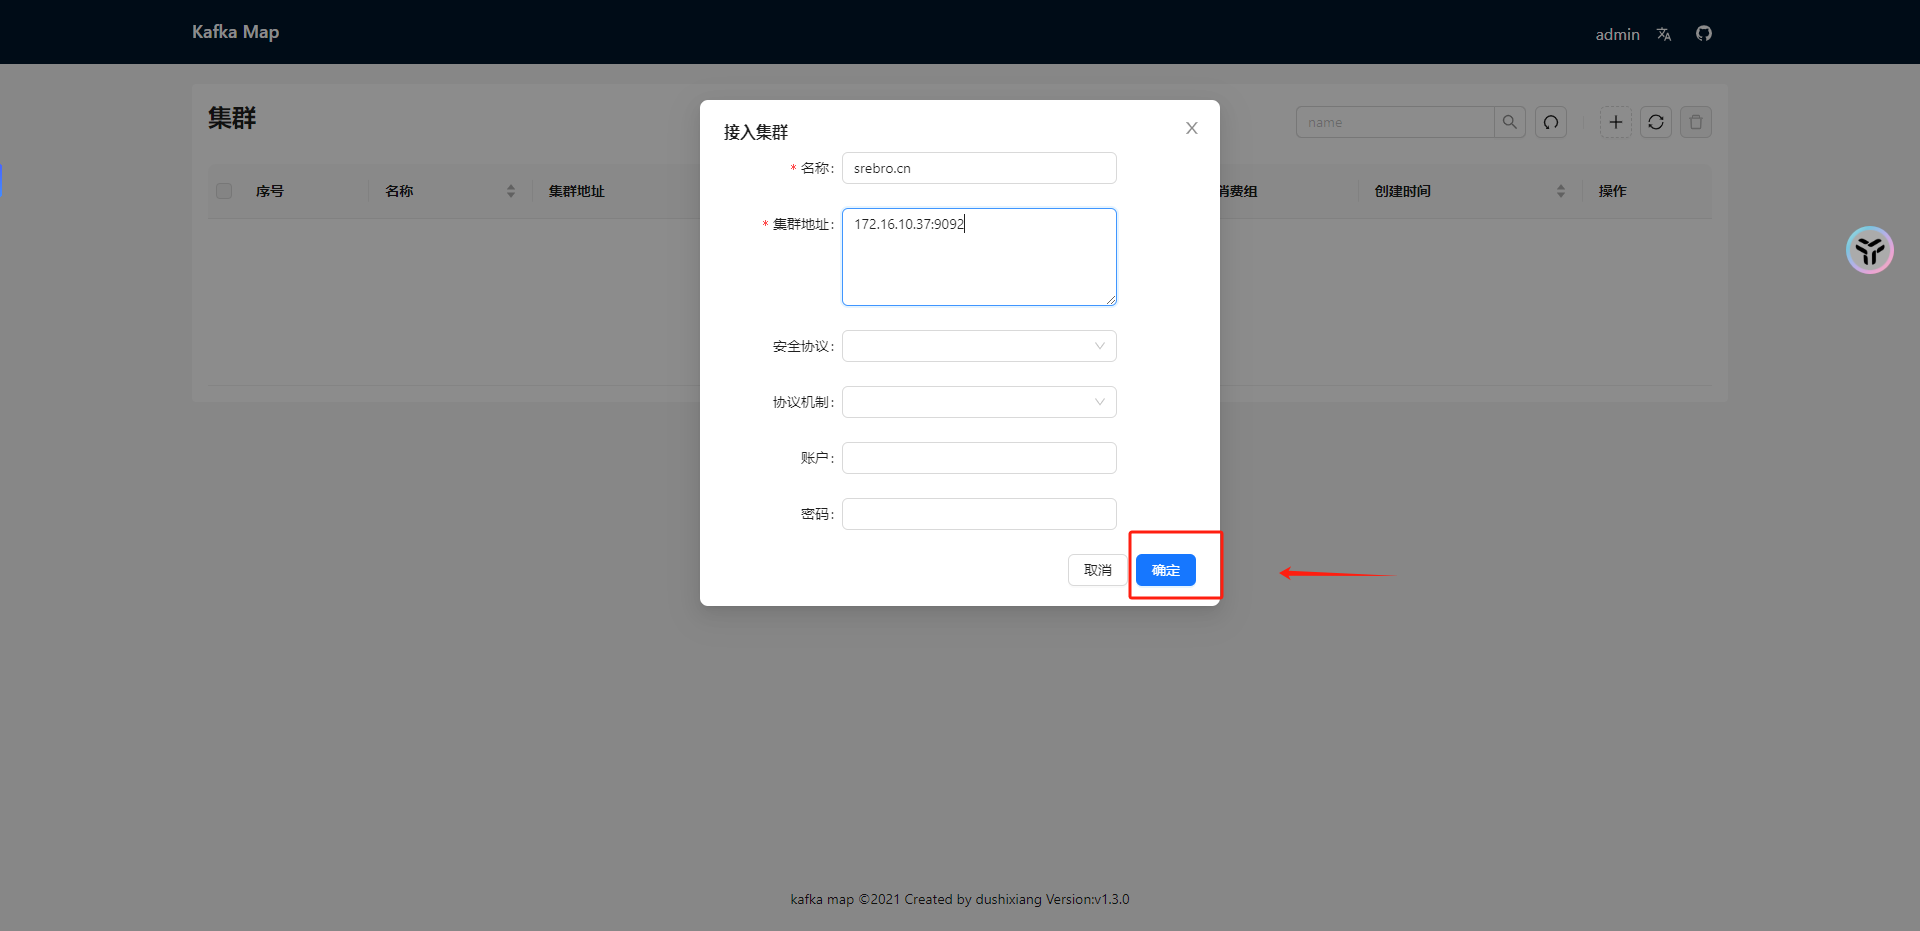 Kafka Map
admin
集群
name
序号 名称 集群地址 消费组 创建时间 操作
接入集群
* 名称: srebro.cn
* 集群地址: 172.16.10.37:9092
安全协议:
协议机制:
账户:
密码:
取消 确定
kafka map ©2021 Created by dushixiang Version:v1.3.0